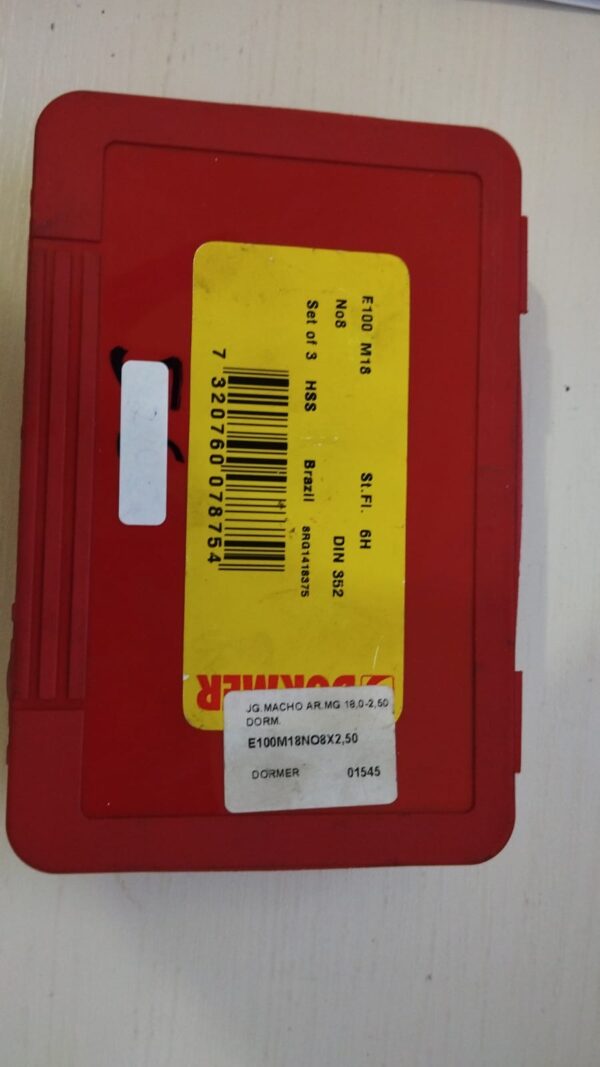 E100 M18 St.Fl. 6H
No8 DIN 352
Set of 3 HSS Brazil 8RG1418375
7 320760 078754
DORMER
JG.MACHO AR.MG 18,0-2,50
DORM.
E100M18NO8X2,50
DORMER 01545